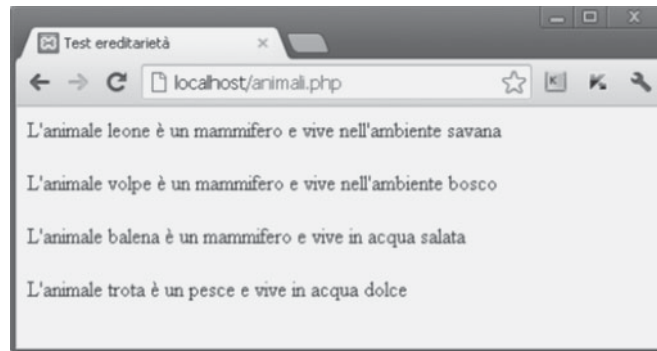 Test ereditarietà
localhost/animali.php
L'animale leone è un mammifero e vive nell'ambiente savana
L'animale volpe è un mammifero e vive nell'ambiente bosco
L'animale balena è un mammifero e vive in acqua salata
L'animale trota è un pesce e vive in acqua dolce